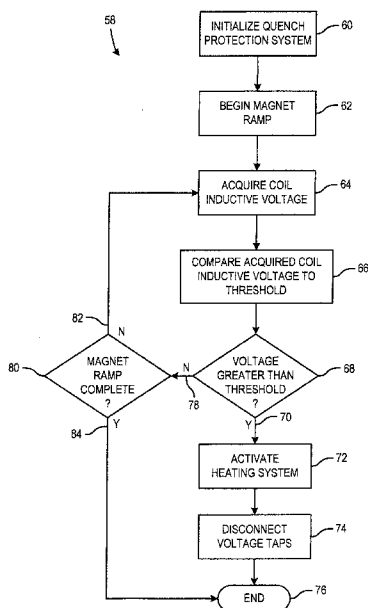 58
INITIALIZE QUENCH
PROTECTION SYSTEM
60
BEGIN MAGNET
RAMP
62
ACQUIRE COIL
INDUCTIVE VOLTAGE
64
COMPARE ACQUIRED COIL
INDUCTIVE VOLTAGE TO
THRESHOLD
66
82
N
80
MAGNET
RAMP
COMPLETE
?
84
Y
N
78
VOLTAGE
GREATER THAN
THRESHOLD
?
68
Y
70
ACTIVATE
HEATING SYSTEM
72
DISCONNECT
VOLTAGE TAPS
74
END
76